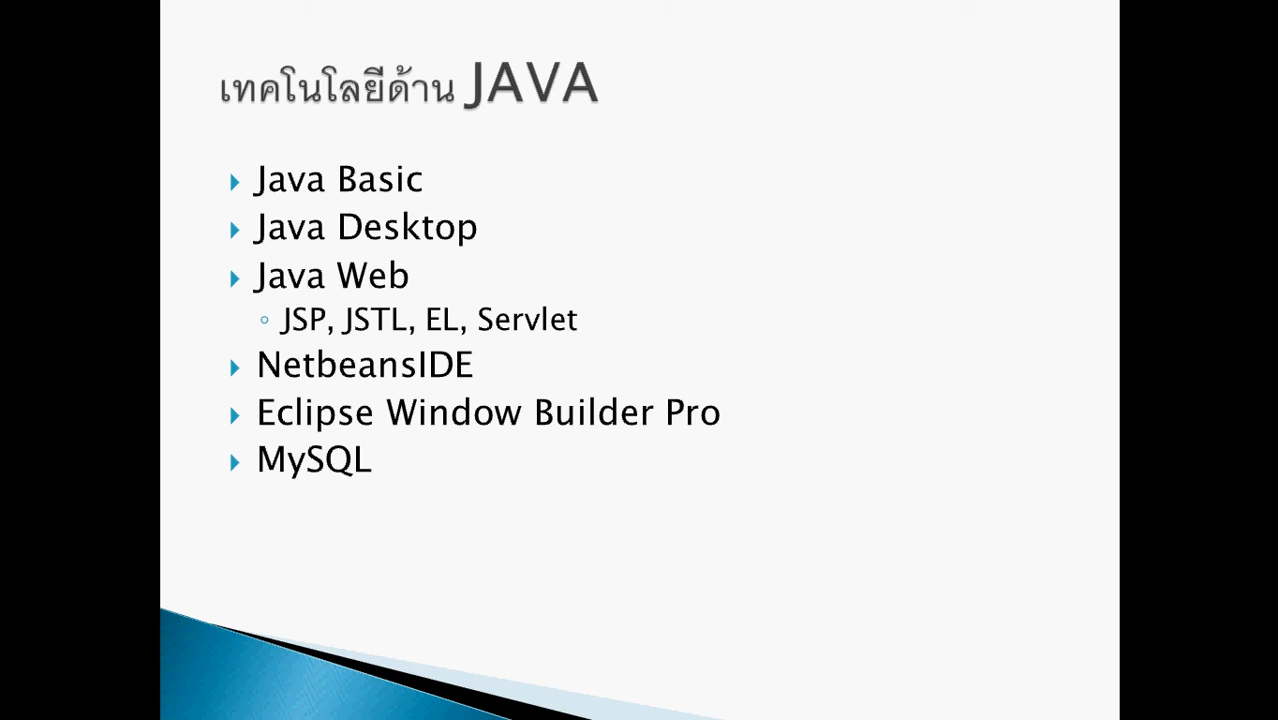 เทคโนโลยีด้าน JAVA
Java Basic
Java Desktop
Java Web
JSP, JSTL, EL, Servlet
NetbeansIDE
Eclipse Window Builder Pro
MySQL